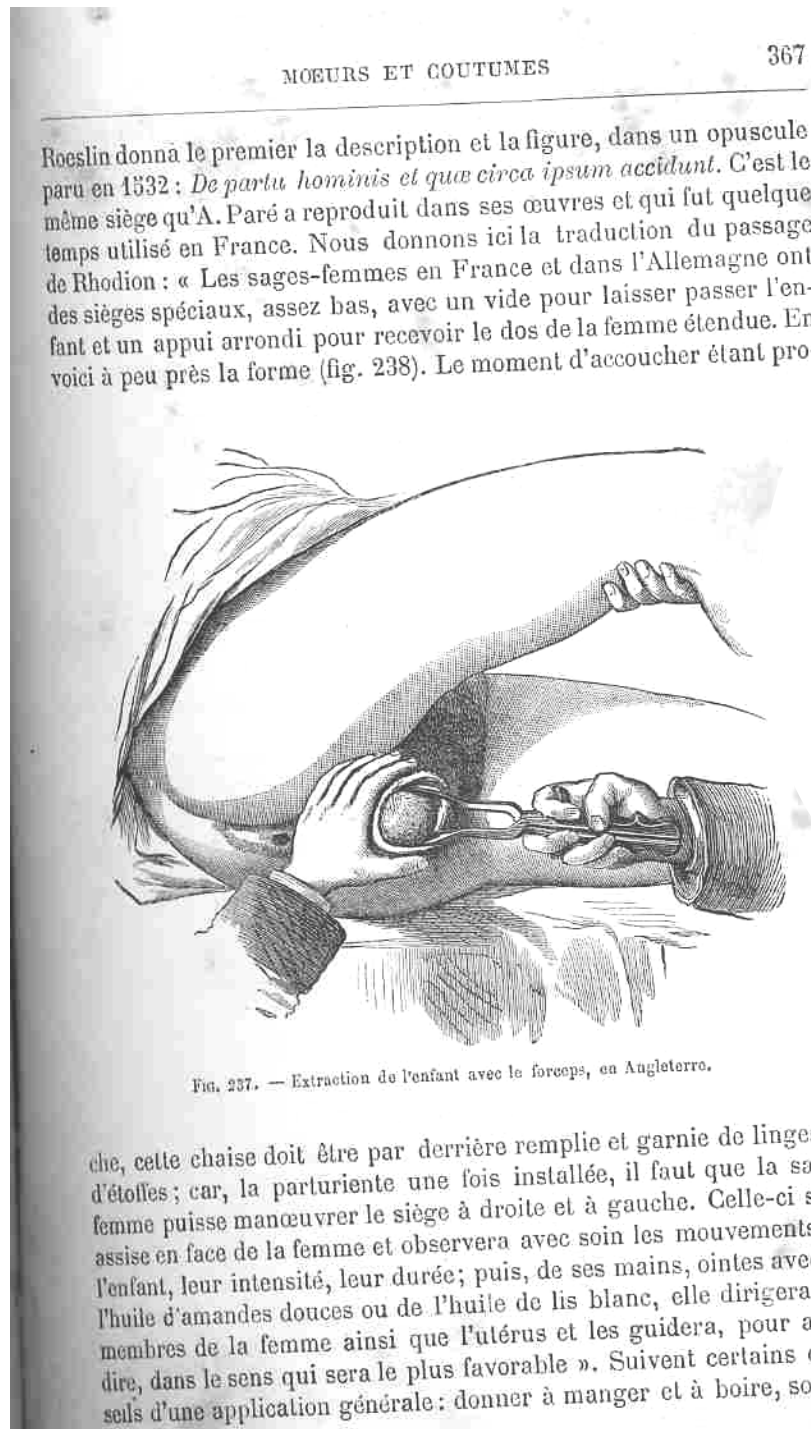 MOEURS ET COUTUMES
367
Roeslin donna le premier la description et la figure, dans un opuscule
paru en 1532 : De partu hominis et quæ circa ipsum accidunt. C'est le
même siège qu'A. Paré a reproduit dans ses œuvres et qui fut quelque
temps utilisé en France. Nous donnons ici la traduction du passage
de Rhodion : « Les sages-femmes en France et dans l'Allemagne ont
des sièges spéciaux, assez bas, avec un vide pour laisser passer l'en-
fant et un appui arrondi pour recevoir le dos de la femme étendue. En
voici à peu près la forme (fig. 238). Le moment d'accoucher étant pro
FIG. 237. — Extraction de l'enfant avec le forceps, en Angleterre.
che, cette chaise doit être par derrière remplie et garnie de linges
d'étoffes ; car, la parturiente une fois installée, il faut que la sa
femme puisse manœuvrer le siège à droite et à gauche. Celle-ci s
assise en face de la femme et observera avec soin les mouvements
l'enfant, leur intensité, leur durée ; puis, de ses mains, ointes avec
l'huile d'amandes douces ou de l'huile de lis blanc, elle dirigera
membres de la femme ainsi que l'utérus et les guidera, pour a
dire, dans le sens qui sera le plus favorable ». Suivent certains c
seils d'une application générale : donner à manger et à boire, so